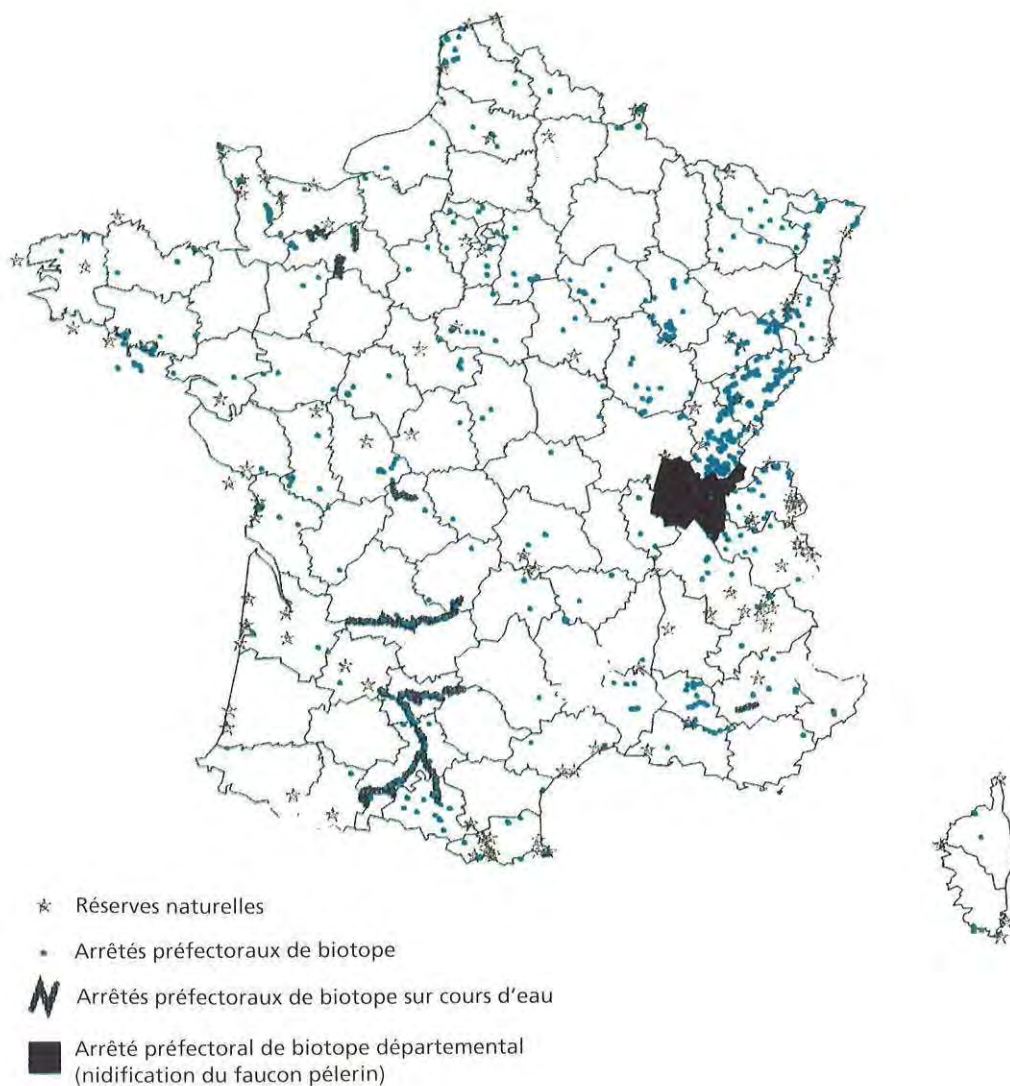 Réserves naturelles
Arrêtés préfectoraux de biotope
Arrêtés préfectoraux de biotope sur cours d'eau
Arrêté préfectoral de biotope départemental
(nidification du faucon pélerin)